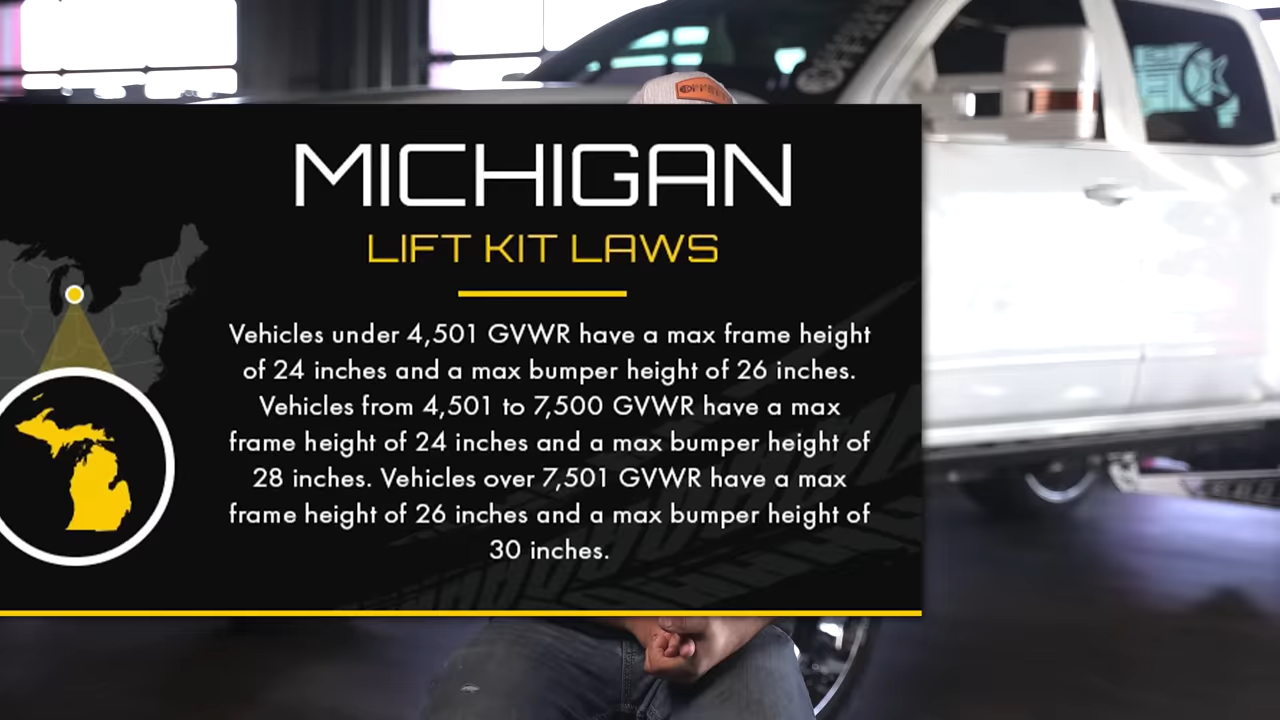 MICHIGAN
LIFT KIT LAWS
Vehicles under 4,501 GVWR have a max frame height
of 24 inches and a max bumper height of 26 inches.
Vehicles from 4,501 to 7,500 GVWR have a max
frame height of 24 inches and a max bumper height of
28 inches. Vehicles over 7,501 GVWR have a max
frame height of 26 inches and a max bumper height of
30 inches.